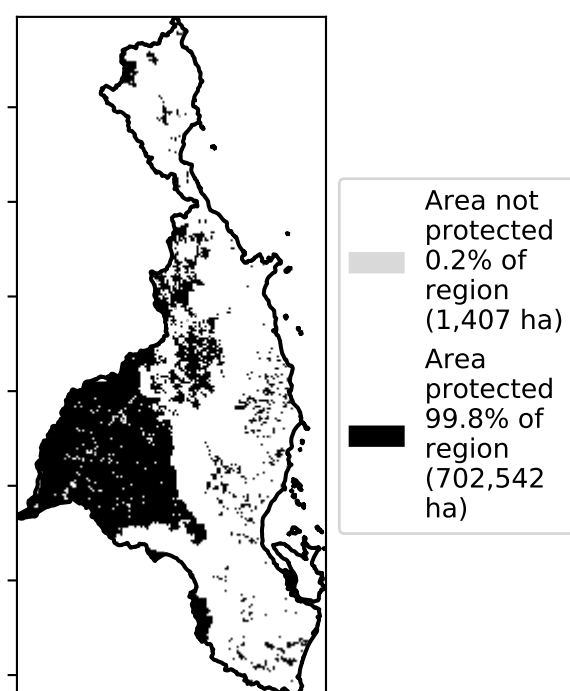 Area not
protected
0.2% of
region
(1,407 ha)
Area
protected
99.8% of
region
(702,542
ha)